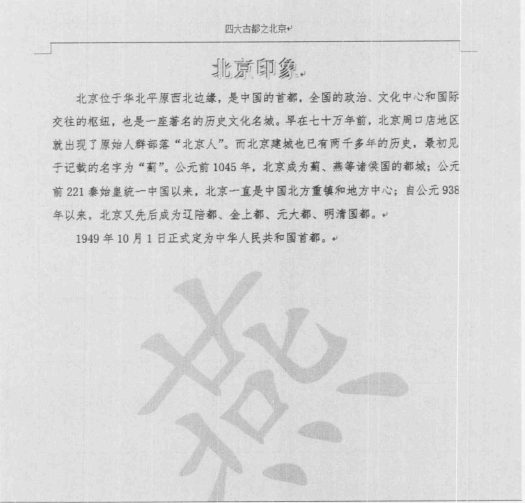 四大古都之北京↵
北京印象↵
北京位于华北平原西北边缘，是中国的首都，全国的政治、文化中心和国际
交往的枢纽，也是一座著名的历史文化名城。早在七十万年前，北京周口店地区
就出现了原始人群部落“北京人”。而北京建城也已有两千多年的历史，最初见
于记载的名字为“蓟”。公元前 1045 年，北京成为蓟、燕等诸侯国的都城；公元
前 221 秦始皇统一中国以来，北京一直是中国北方重镇和地方中心；自公元 938
年以来，北京又先后成为辽陪都、金上都、元大都、明清国都。↵
1949 年 10 月 1 日正式定为中华人民共和国首都。↵
燕